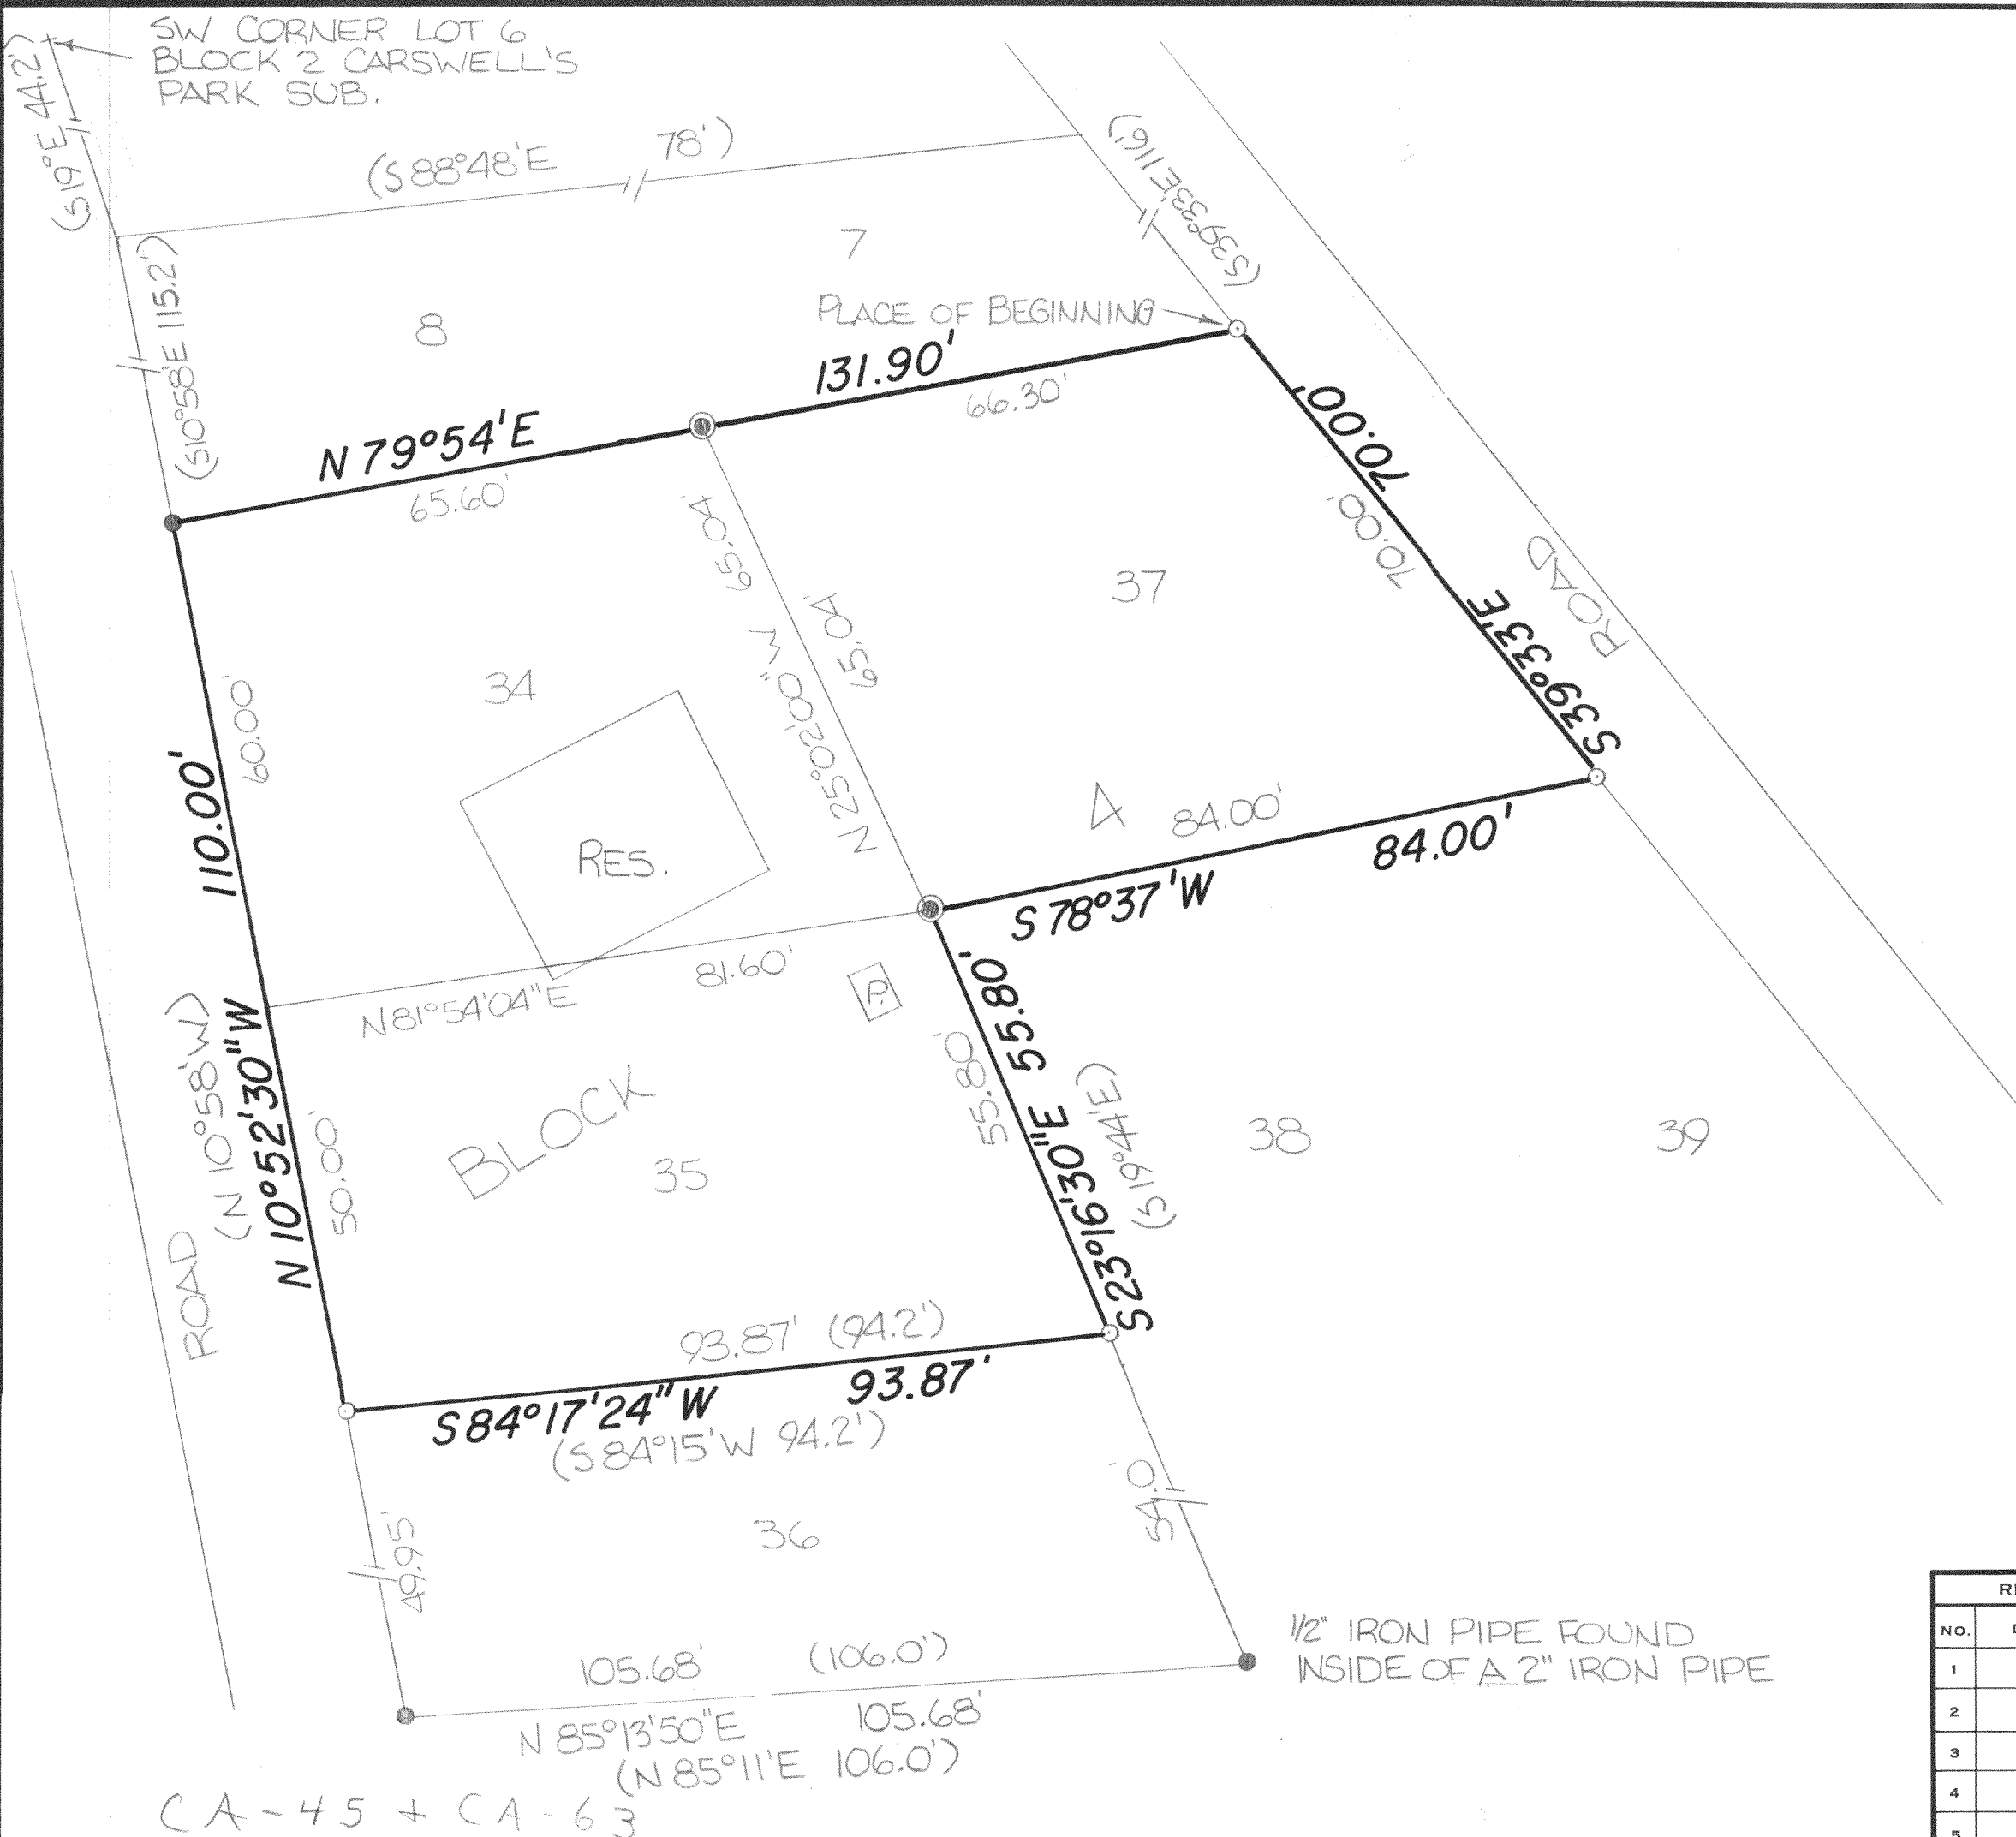 SW CORNER LOT 6
BLOCK 2 CARSWELL'S
PARK SUB.
(S19°E 44.2')
(S88°48'E 78')
(S39°33'E 116')
7
(S10°58'E 115.2')
8
PLACE OF BEGINNING
131.90'
N 79°54'E
66.30'
65.60'
70.00'
70.00'
S 39°33'E
ROAD
65.04'
65.04'
N 25°02'00"W
37
34
60.00'
110.00'
RES.
4
84.00'
84.00'
S 78°37'W
81.60'
N81°54'04"E
P.
55.80'
55.80'
S 23°16'30"E
(S19°44'E)
(N 10°58'W)
N 10°52'30"W
50.00'
BLOCK
35
38
39
ROAD
93.87' (94.2')
93.87'
S 84°17'24" W
(S 84°15'W 94.2')
54.0'
49.95'
36
105.68' (106.0')
N 85°13'50"E 105.68'
(N 85°11'E 106.0')
1/2" IRON PIPE FOUND
INSIDE OF A 2" IRON PIPE
CA-45 + CA-63
NO.
1
2
3
4